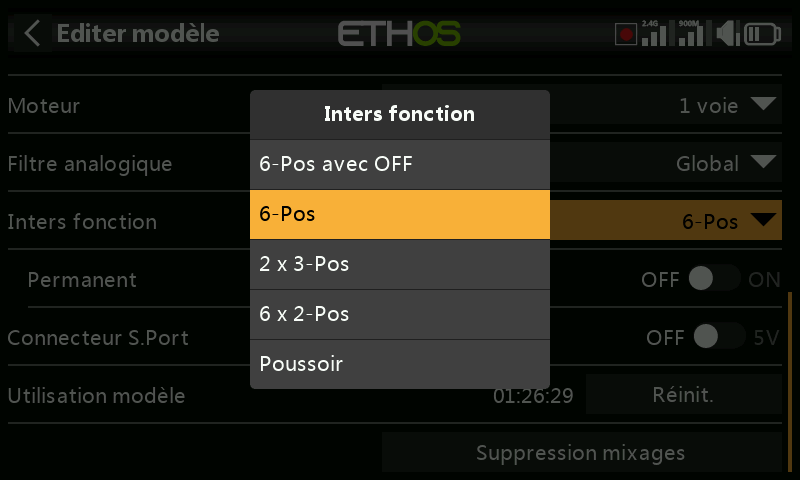 Editer modèle
ETHOS
2.4G
900M
Moteur
1 voie
Filtre analogique
Global
Inters fonction
6-Pos
Permanent
OFF
ON
Connecteur S.Port
OFF
5V
Utilisation modèle
01:26:29
Réinit.
Suppression mixages
Inters fonction
6-Pos avec OFF
6-Pos
2 x 3-Pos
6 x 2-Pos
Poussoir